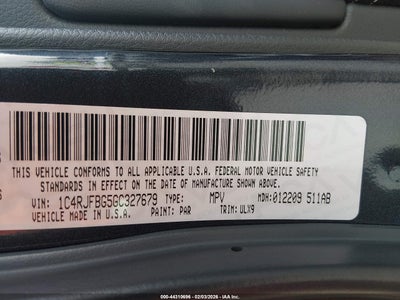 THIS VEHICLE CONFORMS TO ALL APPLICABLE U.S.A. FEDERAL MOTOR VEHICLE SAFETY
STANDARDS IN EFFECT ON THE DATE OF MANUFACTURE SHOWN ABOVE.
VIN: 1C4RJFBG5GC327679 TYPE: MPV MDH:012209 511AB
VEHICLE MADE IN U.S.A. PAINT: PAR TRIM: ULX9
000-44310696 - 02/03/2026 - IAA Inc.